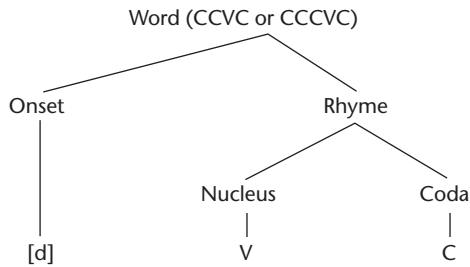 Word (CCVC or CCCVC)
Onset Rhyme
Nucleus Coda
[d] V C